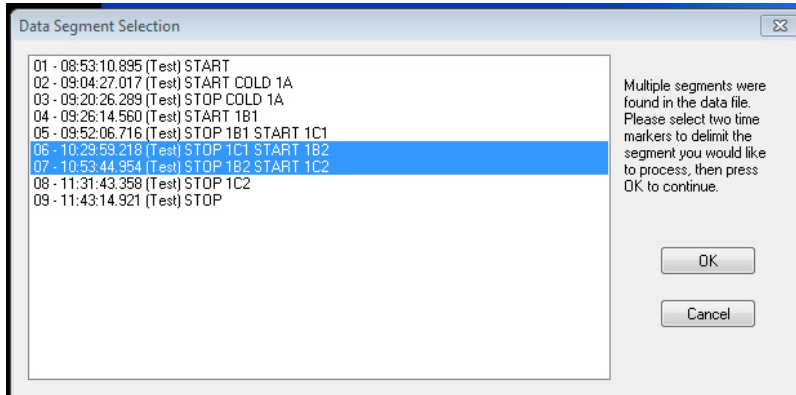 Data Segment Selection
01 - 08:53:10.895 (Test) START
02 - 09:04:27.017 (Test) START COLD 1A
03 - 09:20:26.289 (Test) STOP COLD 1A
04 - 09:26:14.560 (Test) START 1B1
05 - 09:52:06.716 (Test) STOP 1B1 START 1C1
06 - 10:29:59.218 (Test) STOP 1C1 START 1B2
07 - 10:53:44.954 (Test) STOP 1B2 START 1C2
08 - 11:31:43.358 (Test) STOP 1C2
09 - 11:43:14.921 (Test) STOP
Multiple segments were
found in the data file.
Please select two time
markers to delimit the
segment you would like
to process, then press
OK to continue.
OK
Cancel